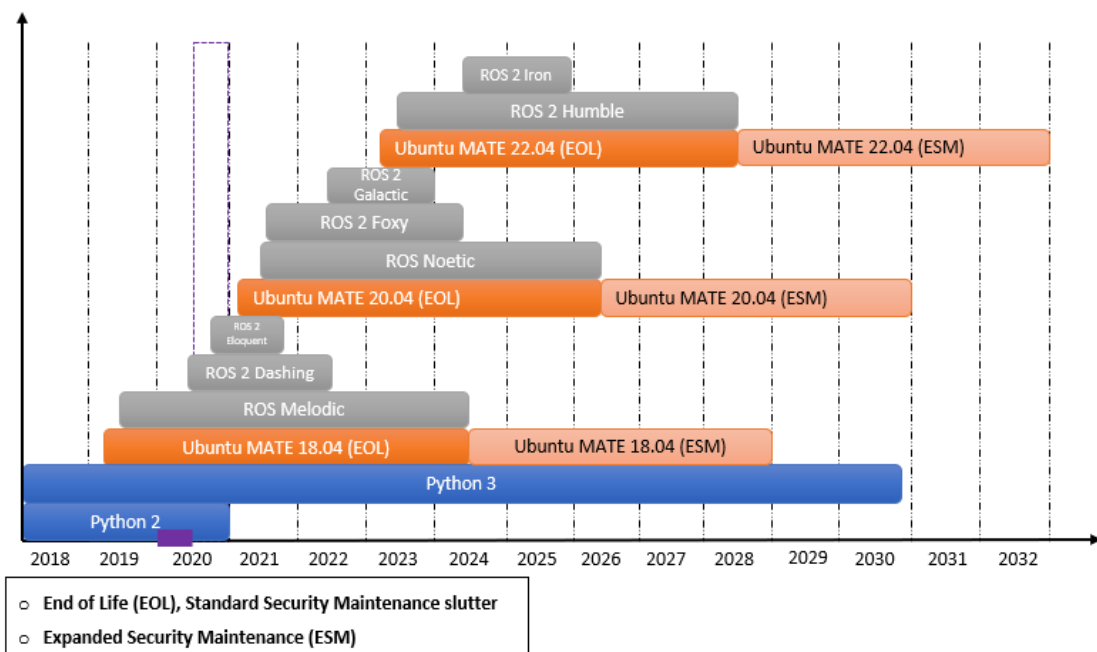 ROS 2 Iron
ROS 2 Humble
Ubuntu MATE 22.04 (EOL)
Ubuntu MATE 22.04 (ESM)
ROS 2
Galactic
ROS 2 Foxy
ROS Noetic
Ubuntu MATE 20.04 (EOL)
Ubuntu MATE 20.04 (ESM)
ROS 2
Eloquent
ROS 2 Dashing
ROS Melodic
Ubuntu MATE 18.04 (EOL)
Ubuntu MATE 18.04 (ESM)
Python 3
Python 2
2018 2019 2020 2021 2022 2023 2024 2025 2026 2027 2028 2029 2030 2031 2032
o End of Life (EOL), Standard Security Maintenance slutter
o Expanded Security Maintenance (ESM)